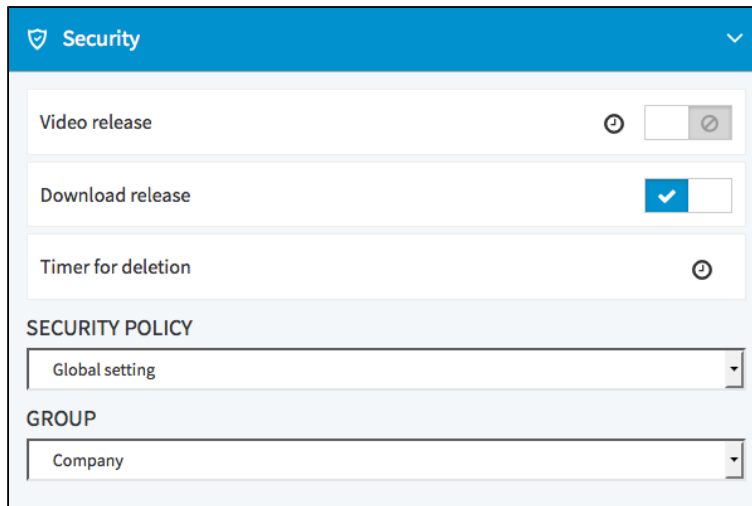 Security
Video release
Download release
Timer for deletion
SECURITY POLICY
Global setting
GROUP
Company